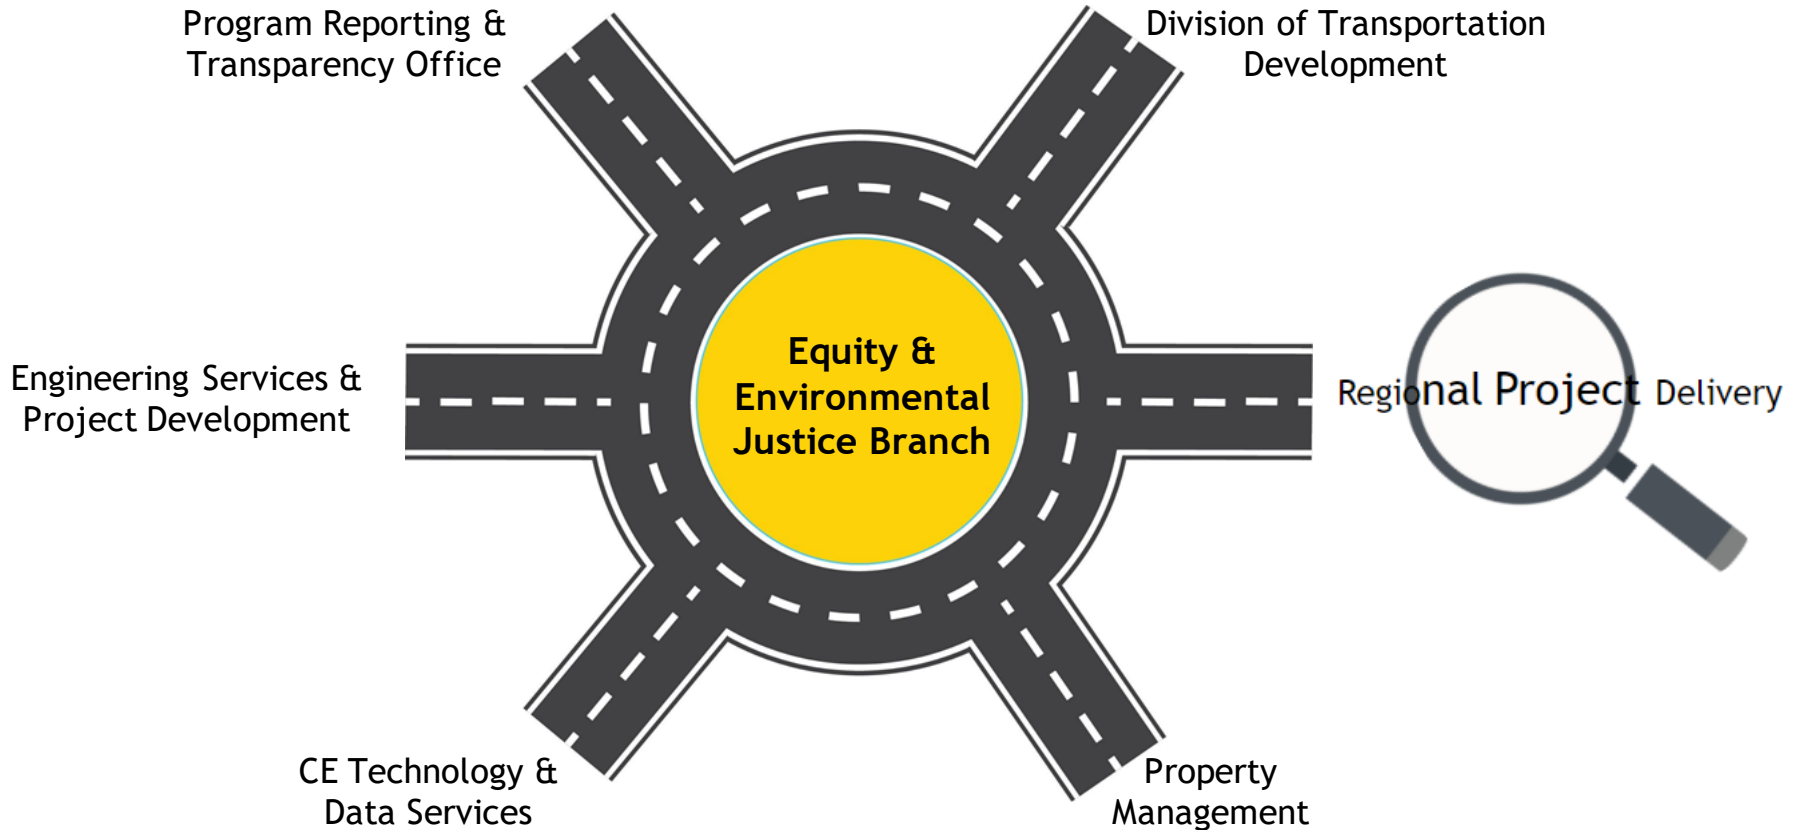 Program Reporting &
Transparency Office
Division of Transportation
Development
Engineering Services &
Project Development
Equity &
Environmental
Justice Branch
Regional Project Delivery
CE Technology &
Data Services
Property
Management